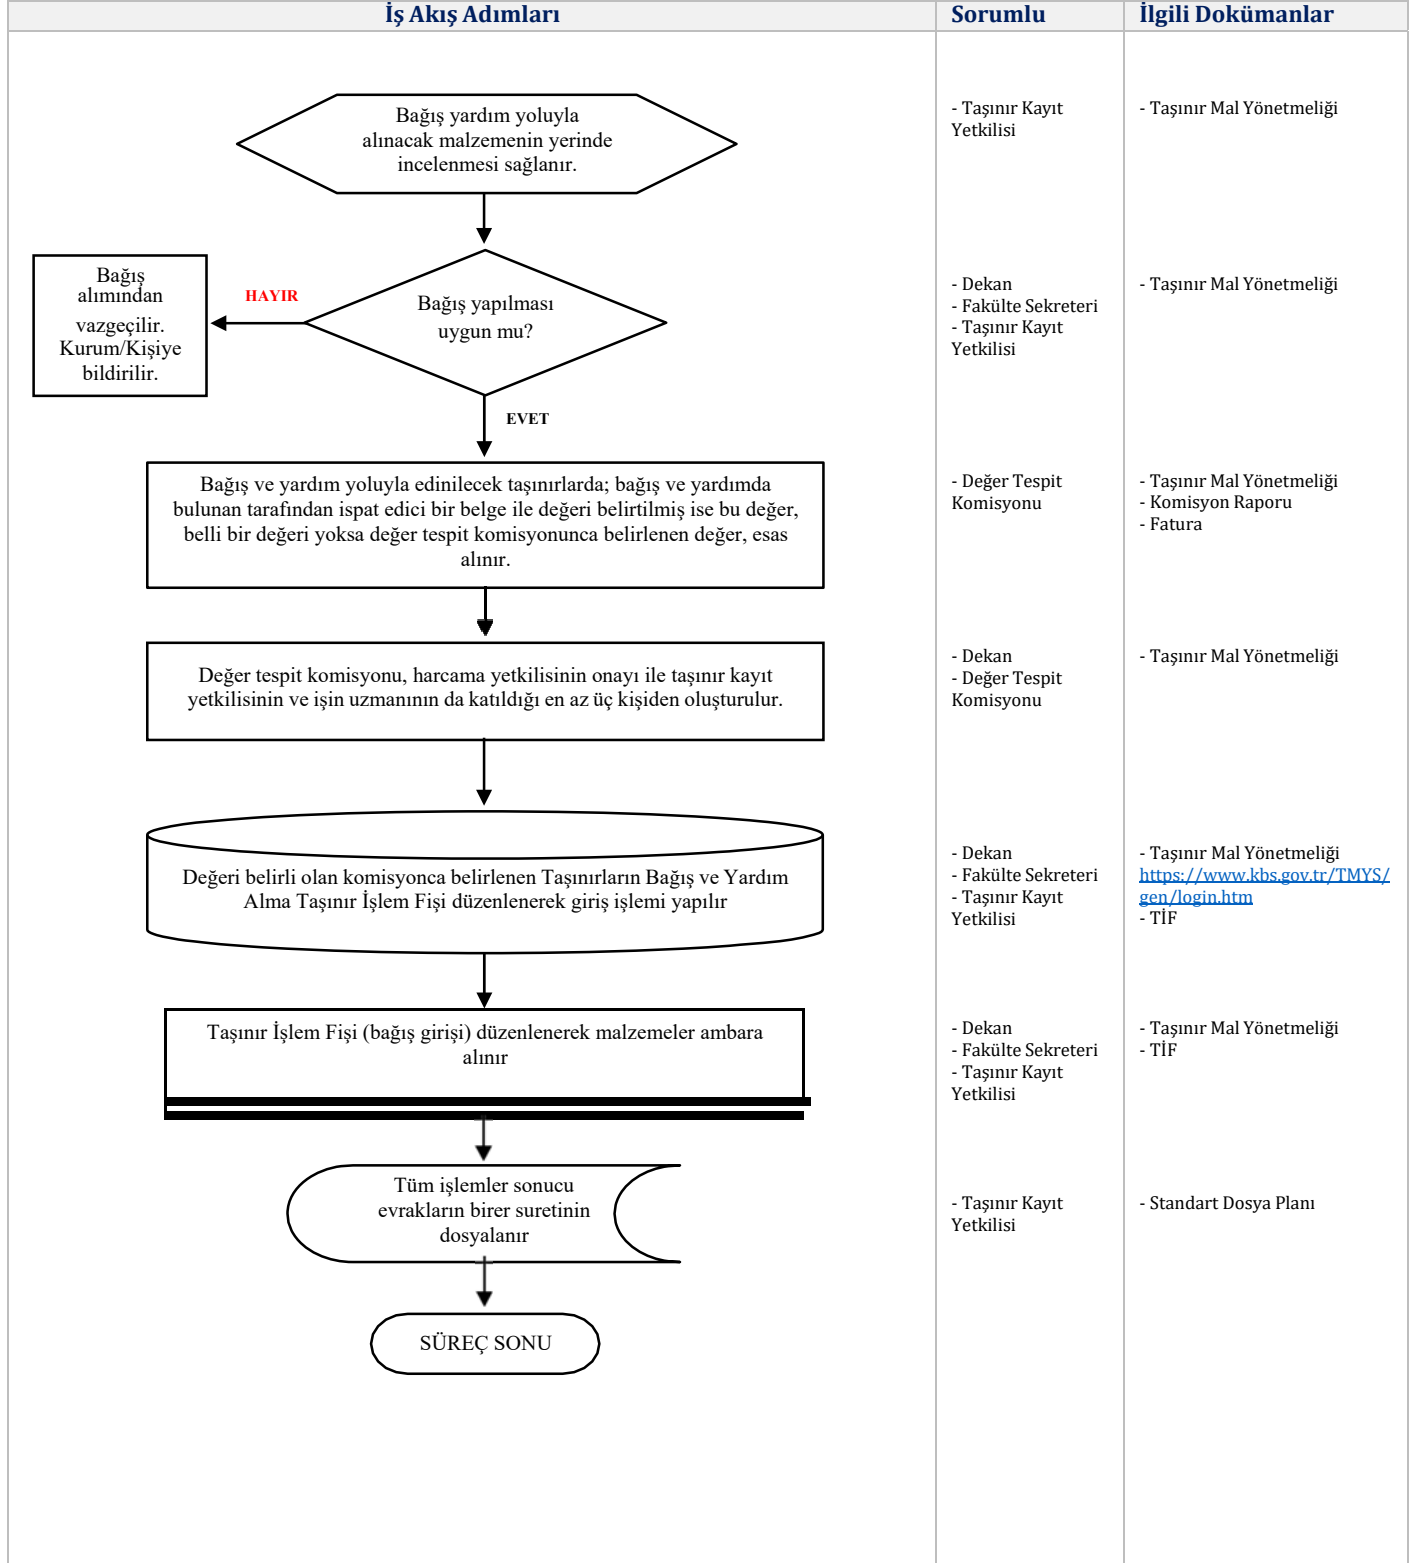 İş Akış Adımları
Sorumlu
İlgili Dokümanlar
Bağış yardım yoluyla
alınacak malzemenin yerinde
incelenmesi sağlanır.
- Taşınır Kayıt
Yetkilisi
- Taşınır Mal Yönetmeliği
Bağış
alımından
vazgeçilir.
Kurum/Kişiye
bildirilir.
HAYIR
Bağış yapılması
uygun mu?
EVET
- Dekan
- Fakülte Sekreteri
- Taşınır Kayıt
Yetkilisi
- Taşınır Mal Yönetmeliği
Bağış ve yardım yoluyla edinilecek taşınırlarda; bağış ve yardımda
bulunan tarafından ispat edici bir belge ile değeri belirtilmiş ise bu değer,
belli bir değeri yoksa değer tespit komisyonunca belirlenen değer, esas
alınır.
- Değer Tespit
Komisyonu
- Taşınır Mal Yönetmeliği
- Komisyon Raporu
- Fatura
Değer tespit komisyonu, harcama yetkilisinin onayı ile taşınır kayıt
yetkilisinin ve işin uzmanının da katıldığı en az üç kişiden oluşturulur.
- Dekan
- Değer Tespit
Komisyonu
- Taşınır Mal Yönetmeliği
Değeri belirli olan komisyonca belirlenen Taşınırların Bağış ve Yardım
Alma Taşınır İşlem Fişi düzenlenerek giriş işlemi yapılır
- Dekan
- Fakülte Sekreteri
- Taşınır Kayıt
Yetkilisi
- Taşınır Mal Yönetmeliği
https://www.kbs.gov.tr/TMYS/
gen/login.htm
- TİF
Taşınır İşlem Fişi (bağış girişi) düzenlenerek malzemeler ambara
alınır
- Dekan
- Fakülte Sekreteri
- Taşınır Kayıt
Yetkilisi
- Taşınır Mal Yönetmeliği
- TİF
Tüm işlemler sonucu
evrakların birer suretinin
dosyalanır
- Taşınır Kayıt
Yetkilisi
- Standart Dosya Planı
SÜREÇ SONU